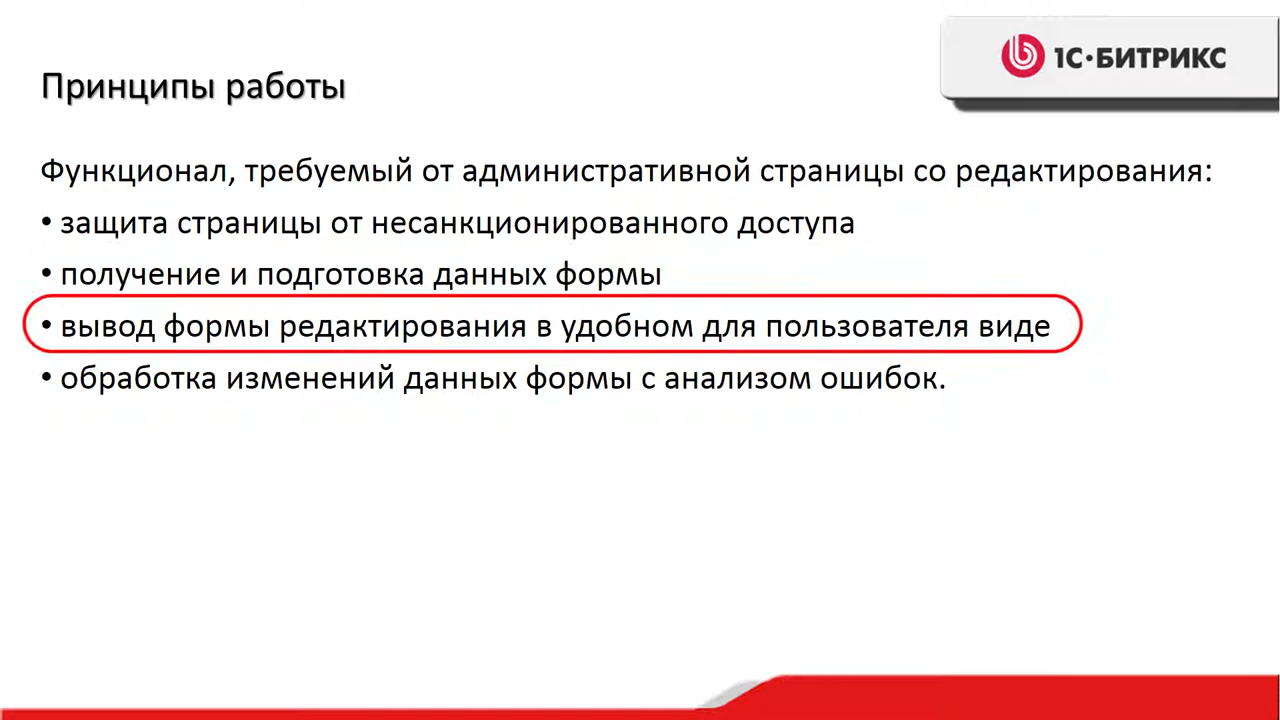 1С·БИТРИКС
Принципы работы
Функционал, требуемый от административной страницы со редактирования:
• защита страницы от несанкционированного доступа
• получение и подготовка данных формы
• вывод формы редактирования в удобном для пользователя виде
• обработка изменений данных формы с анализом ошибок.